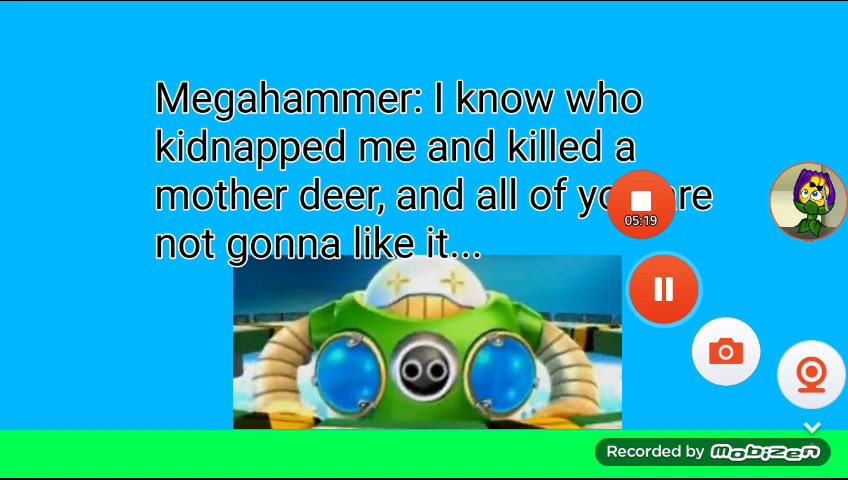 Megahammer: I know who
kidnapped me and killed a
mother deer, and all of re
not gonna like it...
05:19
Recorded by mobizen